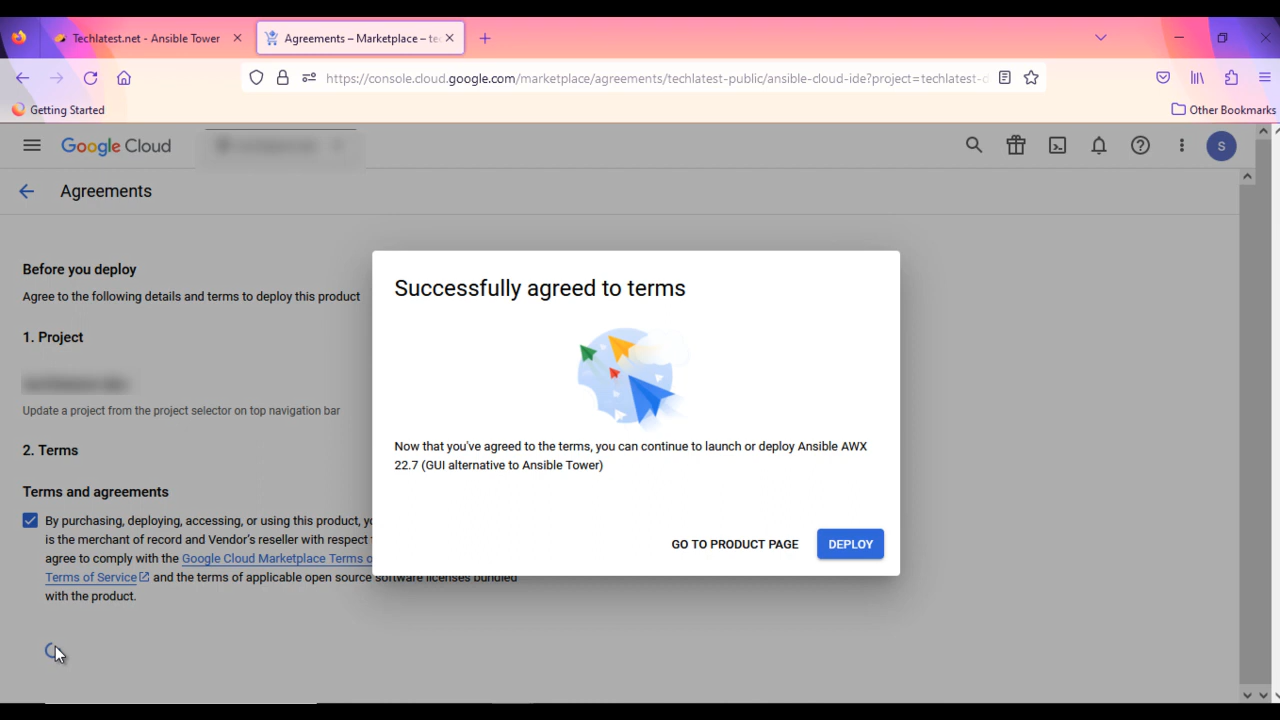 Techlatest.net - Ansible Tower
Agreements – Marketplace – te
https://console.cloud.google.com/marketplace/agreements/techlatest-public/ansible-cloud-ide?project=techlatest-d
Getting Started
Other Bookmarks
Google Cloud
S
Agreements
Before you deploy
Agree to the following details and terms to deploy this product
1. Project
Update a project from the project selector on top navigation bar
2. Terms
Terms and agreements
By purchasing, deploying, accessing, or using this product, yo
is the merchant of record and Vendor's reseller with respect
agree to comply with the Google Cloud Marketplace Terms o
Terms of Service and the terms of applicable open source software licenses bundled
with the product.
Successfully agreed to terms
Now that you've agreed to the terms, you can continue to launch or deploy Ansible AWX
22.7 (GUI alternative to Ansible Tower)
GO TO PRODUCT PAGE
DEPLOY